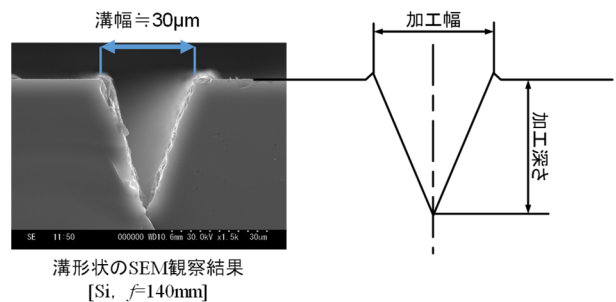 溝幅≒30μm
加工幅
加工深さ
SE 11:50 000000 WD10.6mm 30.0kV x1.5k 30um
溝形状のSEM観察結果
[Si, f=140mm]